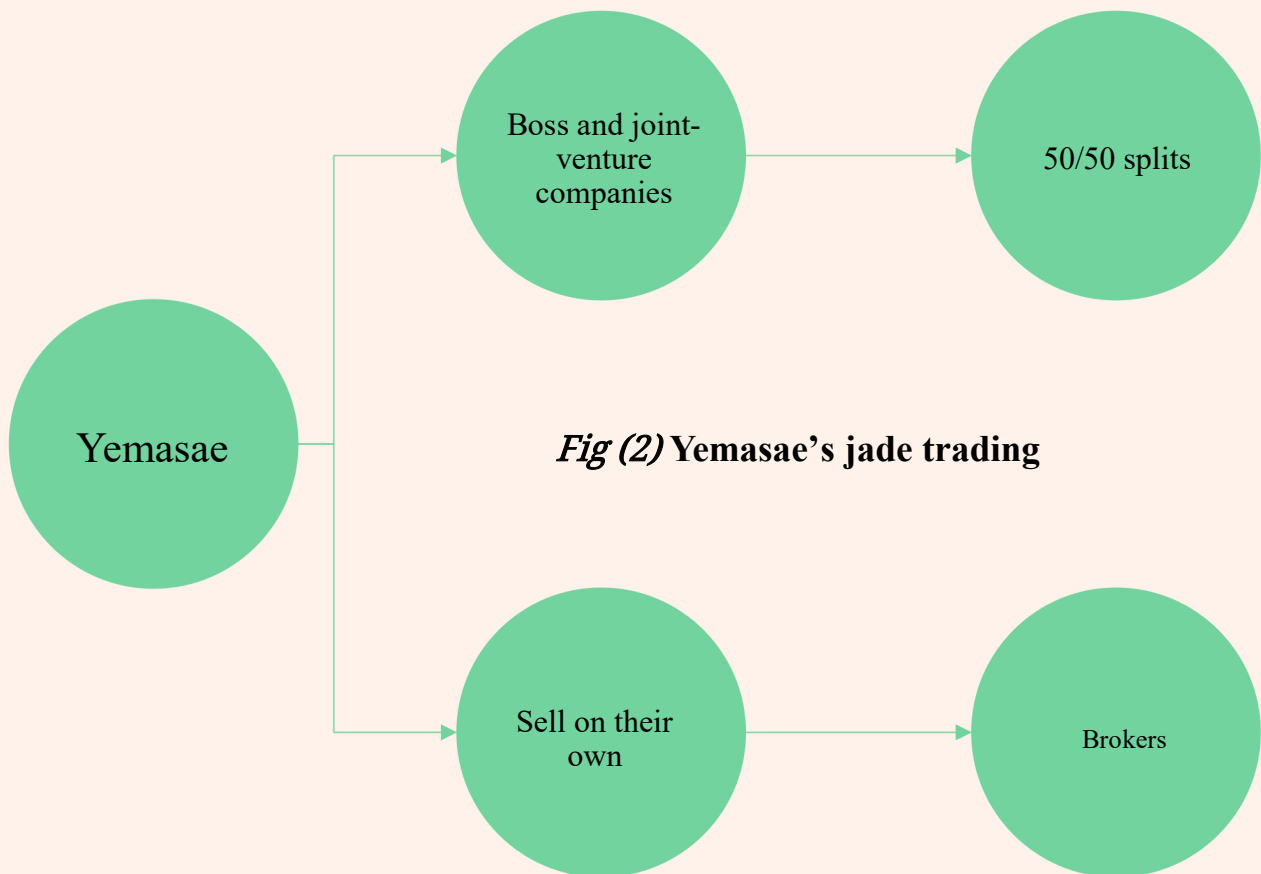 Boss and joint-
venture
companies
50/50 splits
Yemasae
Fig (2) Yemasae’s jade trading
Sell on their
own
Brokers